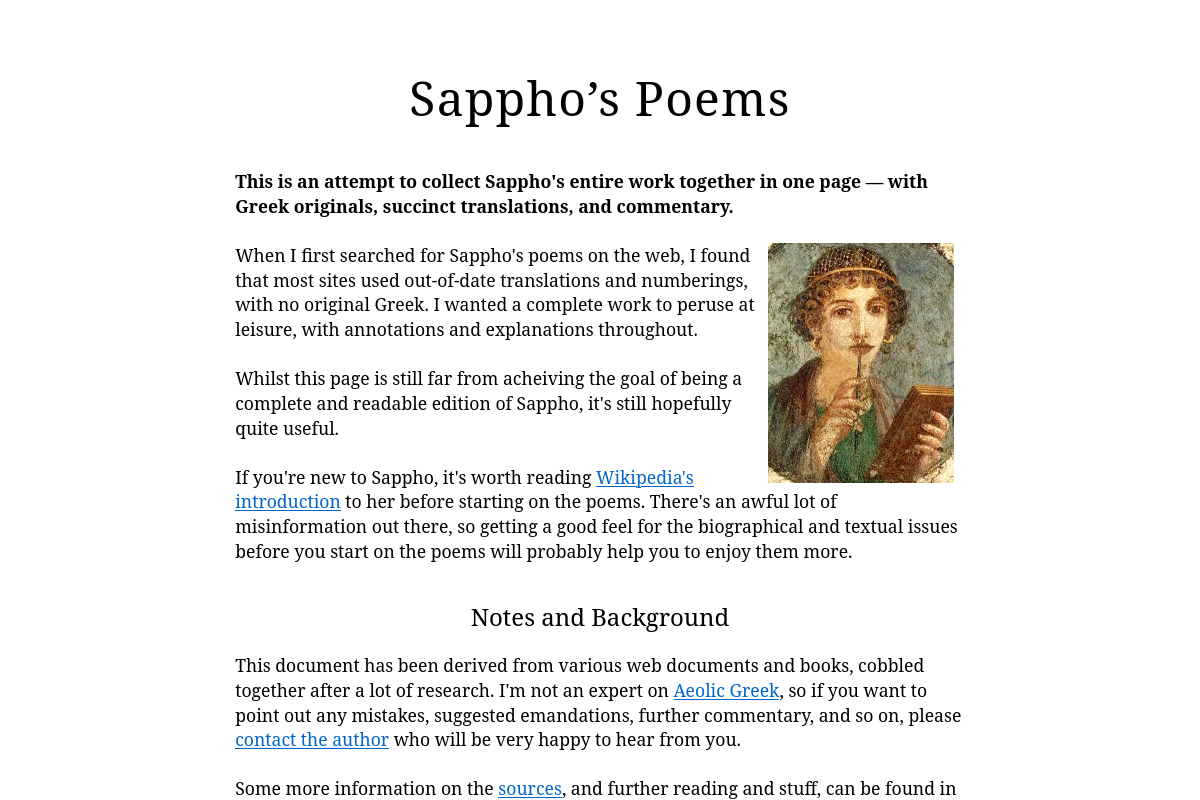 Sappho’s Poems
This is an attempt to collect Sappho's entire work together in one page — with
Greek originals, succinct translations, and commentary.
When I first searched for Sappho's poems on the web, I found
that most sites used out-of-date translations and numberings,
with no original Greek. I wanted a complete work to peruse at
leisure, with annotations and explanations throughout.
Whilst this page is still far from acheiving the goal of being a
complete and readable edition of Sappho, it's still hopefully
quite useful.
If you're new to Sappho, it's worth reading Wikipedia's
introduction to her before starting on the poems. There's an awful lot of
misinformation out there, so getting a good feel for the biographical and textual issues
before you start on the poems will probably help you to enjoy them more.
Notes and Background
This document has been derived from various web documents and books, cobbled
together after a lot of research. I'm not an expert on Aeolic Greek, so if you want to
point out any mistakes, suggested emandations, further commentary, and so on, please
contact the author who will be very happy to hear from you.
Some more information on the sources, and further reading and stuff, can be found in